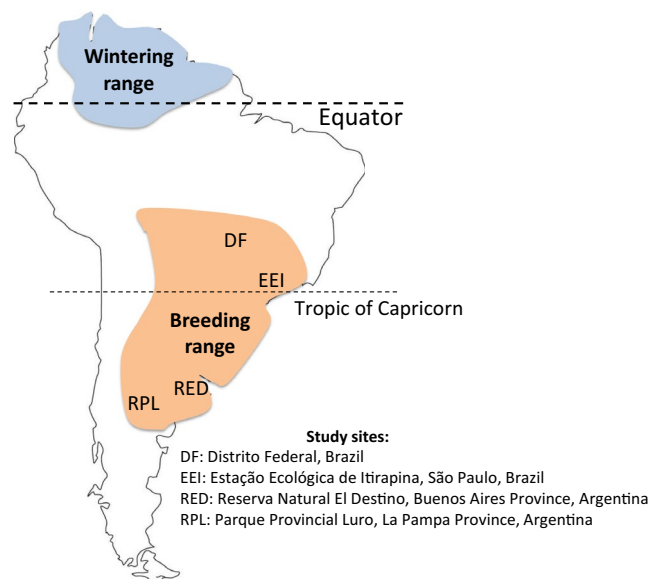 Wintering
range
Equator
DF
EEI
Tropic of Capricorn
Breeding
range
RED
RPL
Study sites:
DF: Distrito Federal, Brazil
EEI: Estação Ecológica de Itirapina, São Paulo, Brazil
RED: Reserva Natural El Destino, Buenos Aires Province, Argentina
RPL: Parque Provincial Luro, La Pampa Province, Argentina